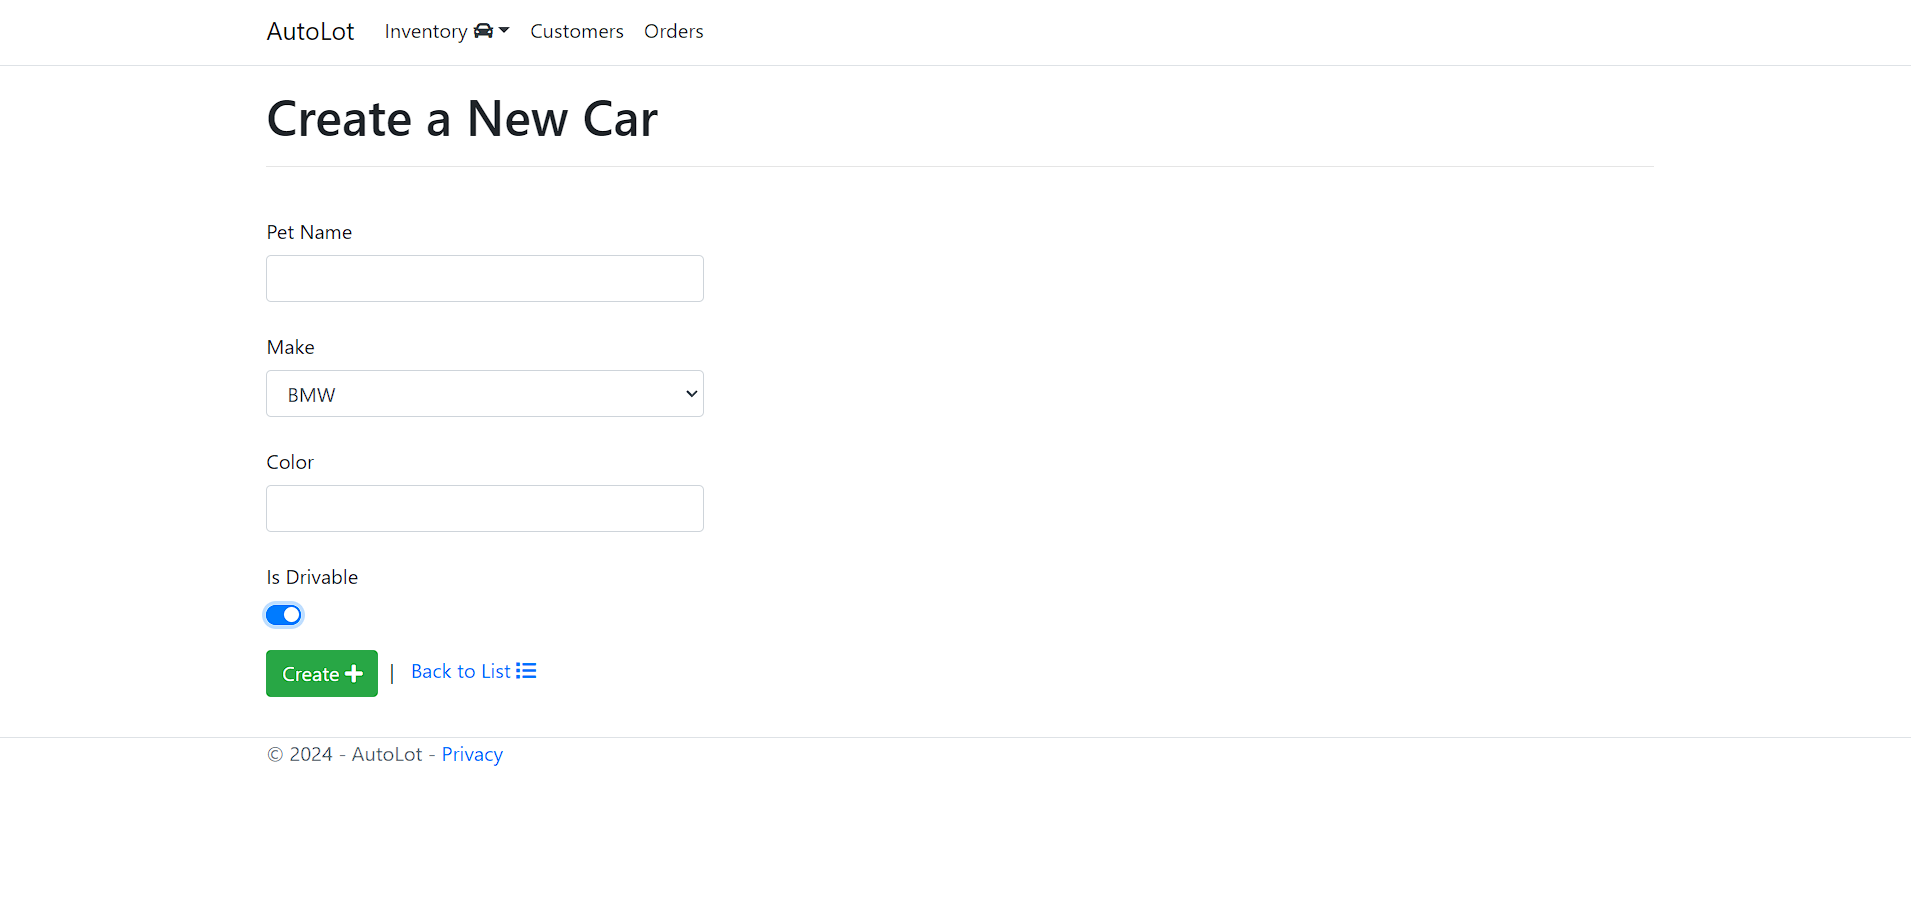 AutoLot Inventory Customers Orders
Create a New Car
Pet Name
Make
BMW
Color
Is Drivable
Create | Back to List
© 2024 - AutoLot - Privacy